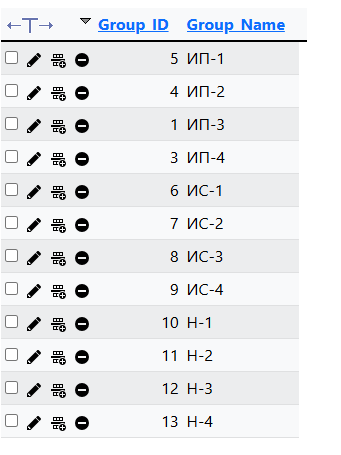 Group_ID Group_Name
5 ИП-1
4 ИП-2
1 ИП-3
3 ИП-4
6 ИС-1
7 ИС-2
8 ИС-3
9 ИС-4
10 Н-1
11 Н-2
12 Н-3
13 Н-4